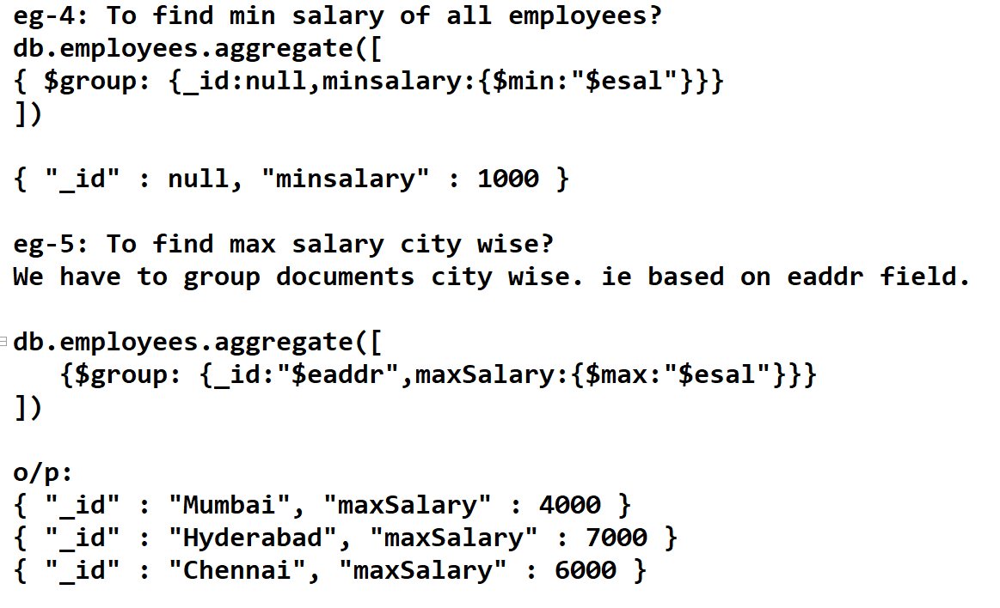 eg-4: To find min salary of all employees?
db.employees.aggregate([
{ $group: {_id:null,minsalary:{$min:"$esal"}}}
])
{ "_id" : null, "minsalary" : 1000 }
eg-5: To find max salary city wise?
We have to group documents city wise. ie based on eaddr field.
db.employees.aggregate([
{$group: {_id:"$eaddr",maxSalary:{$max:"$esal"}}}
])
o/p:
{ "_id" : "Mumbai", "maxSalary" : 4000 }
{ "_id" : "Hyderabad", "maxSalary" : 7000 }
{ "_id" : "Chennai", "maxSalary" : 6000 }